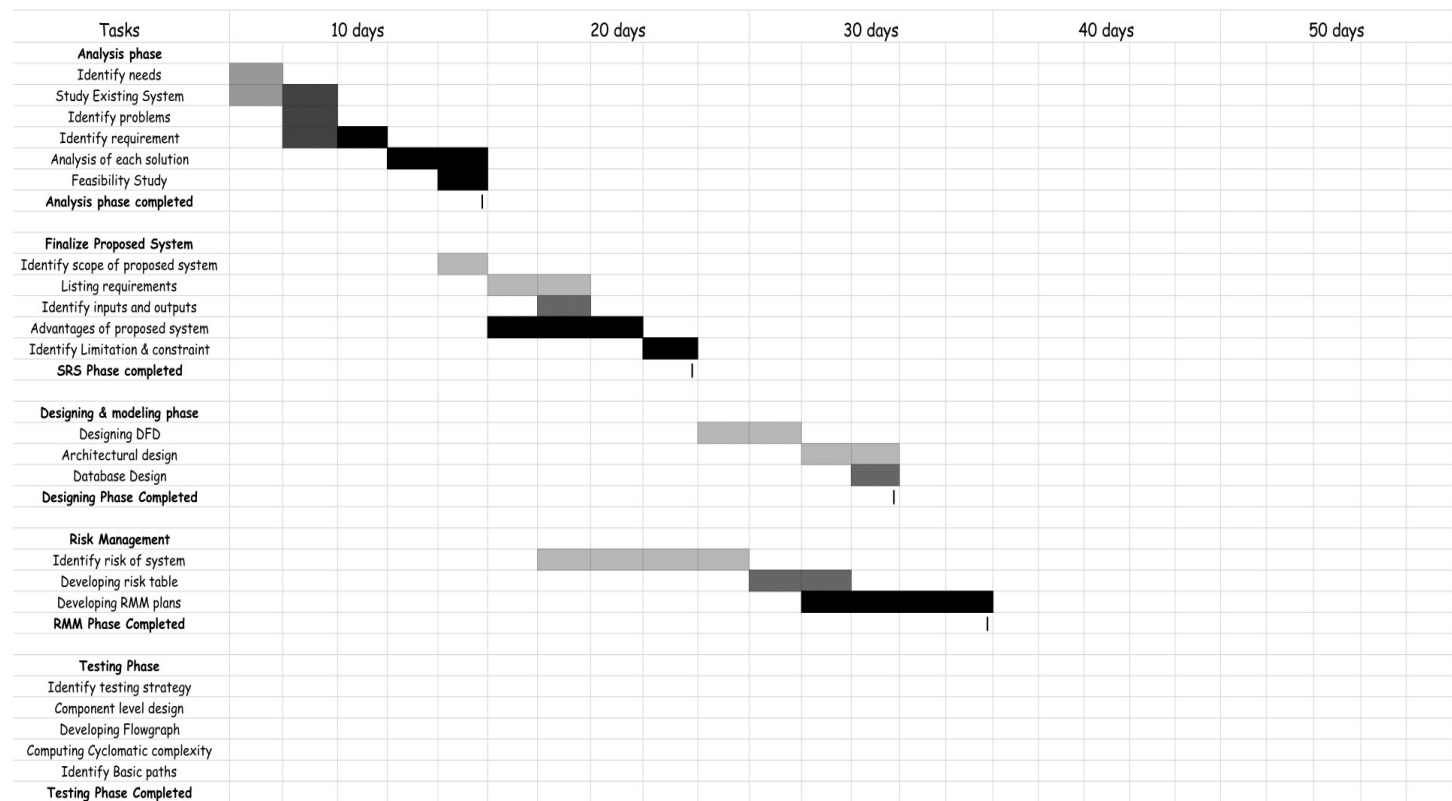 Tasks 10 days 20 days 30 days 40 days 50 days
Analysis phase
Identify needs
Study Existing System
Identify problems
Identify requirement
Analysis of each solution
Feasibility Study
Analysis phase completed
Finalize Proposed System
Identify scope of proposed system
Listing requirements
Identify inputs and outputs
Advantages of proposed system
Identify Limitation & constraint
SRS Phase completed
Designing & modeling phase
Designing DFD
Architectural design
Database Design
Designing Phase Completed
Risk Management
Identify risk of system
Developing risk table
Developing RMM plans
RMM Phase Completed
Testing Phase
Identify testing strategy
Component level design
Developing Flowgraph
Computing Cyclomatic complexity
Identify Basic paths
Testing Phase Completed